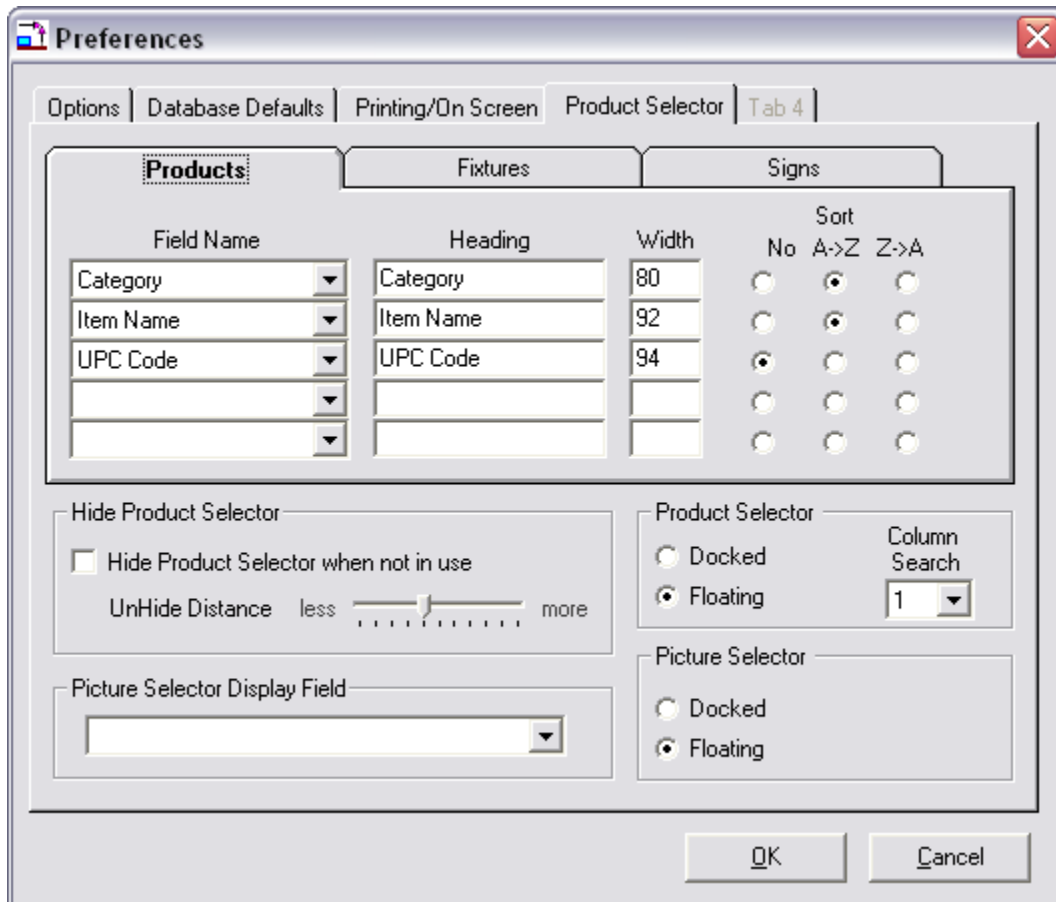 Preferences
Options Database Defaults Printing/On Screen Product Selector Tab 4
Products Fixtures Signs
Sort
Field Name Heading Width No A->Z Z->A
Category Category 80
Item Name Item Name 92
UPC Code UPC Code 94
Hide Product Selector
Hide Product Selector when not in use
UnHide Distance less more
Picture Selector Display Field
Product Selector
Column
Search
Docked
Floating 1
Picture Selector
Docked
Floating
OK Cancel